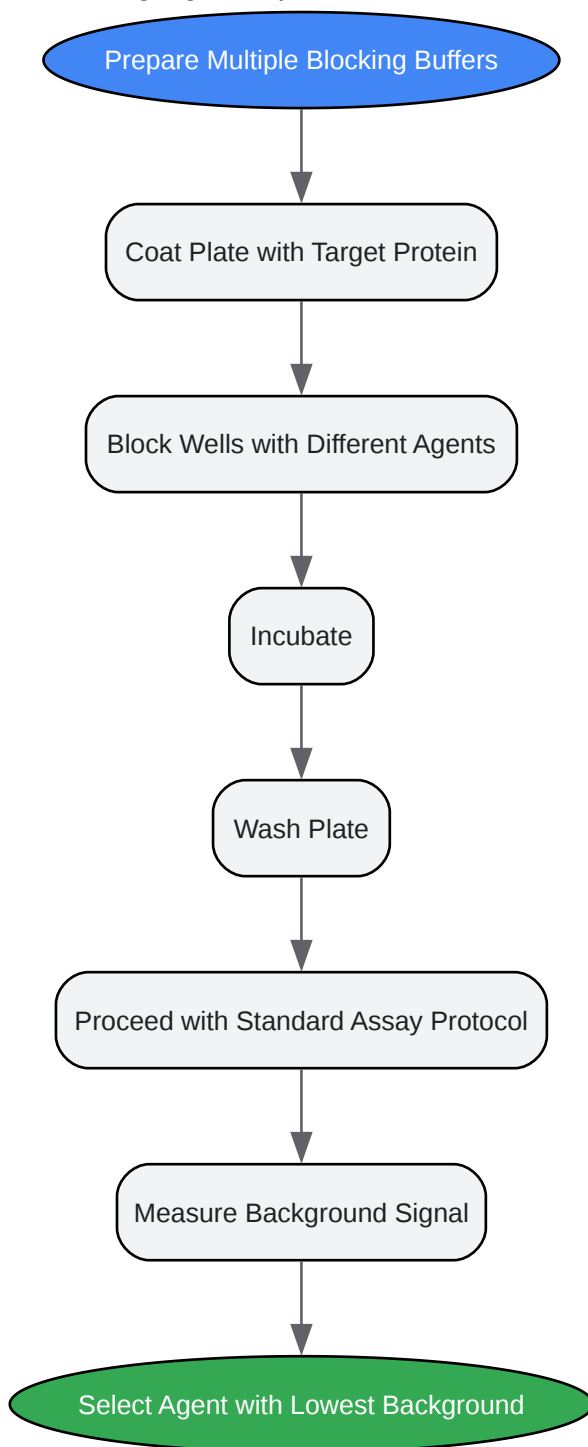 Prepare Multiple Blocking Buffers
Coat Plate with Target Protein
Block Wells with Different Agents
Incubate
Wash Plate
Proceed with Standard Assay Protocol
Measure Background Signal
Select Agent with Lowest Background